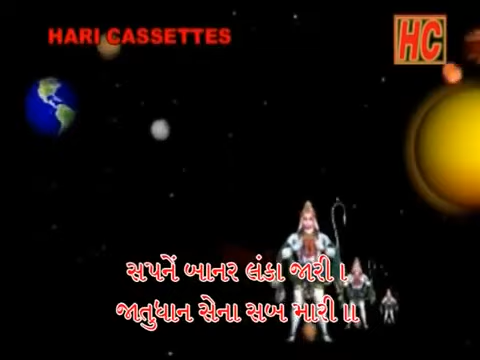 HARI CASSETTES
HC
સપનેં બાનર લંકા જારી ।
જાતુધાન સેના સબ મારી ॥